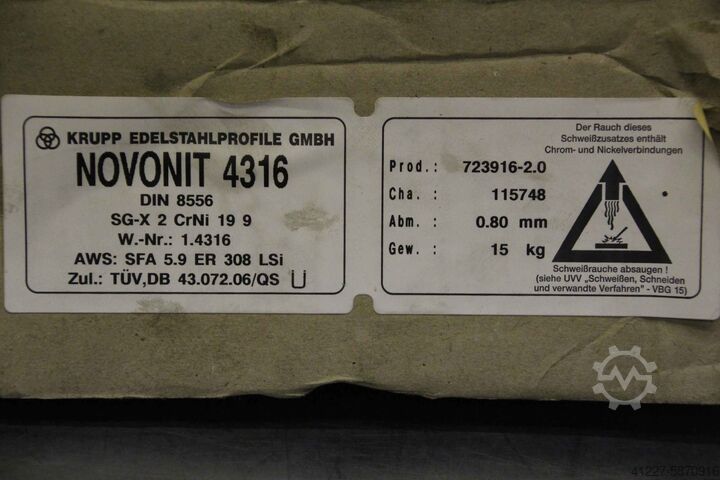 KRUPP EDELSTAHLPROFILE GMBH
NOVONIT 4316
DIN 8556
SG-X 2 CrNi 19 9
W.-Nr.: 1.4316
AWS: SFA 5.9 ER 308 LSi
Zul.: TÜV,DB 43.072.06/QS Ü
Prod.: 723916-2.0
Cha.: 115748
Abm.: 0.80 mm
Gew.: 15 kg
Der Rauch dieses
Schweißzusatzes enthält
Chrom- und Nickelverbindungen
Schweißrauche absaugen !
(siehe UVV „Schweißen, Schneiden
und verwandte Verfahren" - VBG 15)
41227-5870916